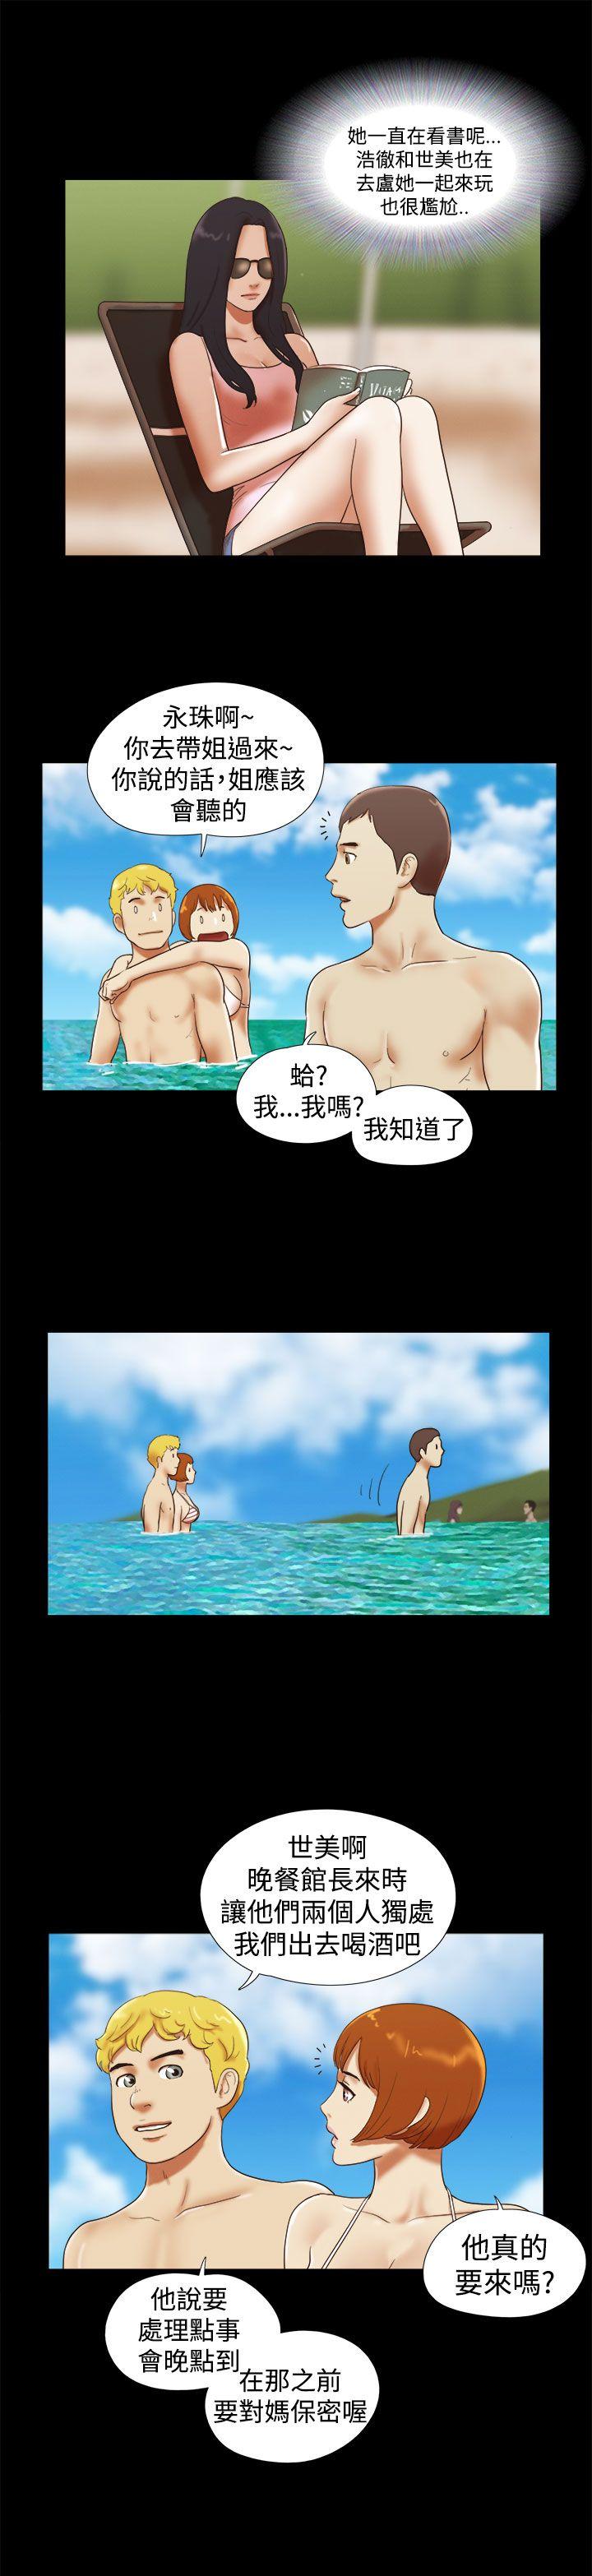 她一直在看書呢...
浩徹和世美也在
去盧她一起來玩
也很尷尬..
永珠啊~
你去帶姐過來~
你說的話，姐應該
會聽的
蛤?
我...我嗎?
我知道了
世美啊
晚餐館長來時
讓他們兩個人獨處
我們出去喝酒吧
他真的
要來嗎?
他說要
處理點事
會晚點到
在那之前
要對媽保密喔